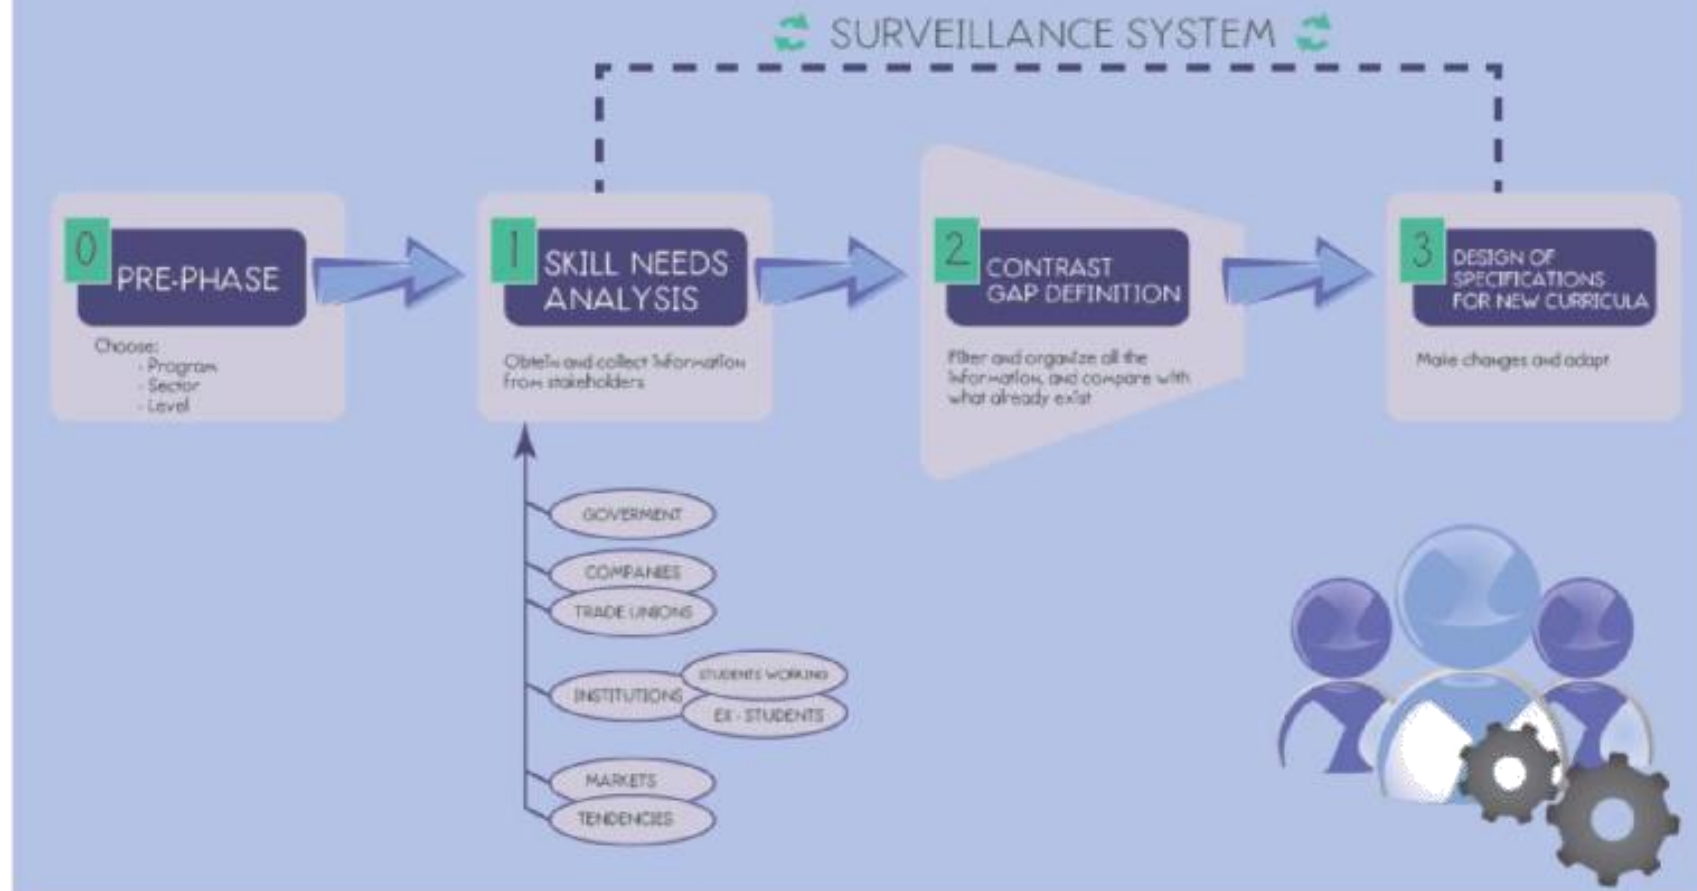 SURVEILLANCE SYSTEM
0
PRE-PHASE
Choose:
- Program
- Sector
- Level
1
SKILL NEEDS
ANALYSIS
Obtein and collect information
from stakeholders
2
CONTRAST
GAP DEFINITION
Filter and organize all the
information, and compare with
what already exist
3
DESIGN OF
SPECIFICATIONS
FOR NEW CURRICULA
Make changes and adapt
GOVERMENT
COMPANIES
TRADE UNIONS
INSTITUTIONS
STUDENTS WORKING
EX - STUDENTS
MARKETS
TENDENCIES